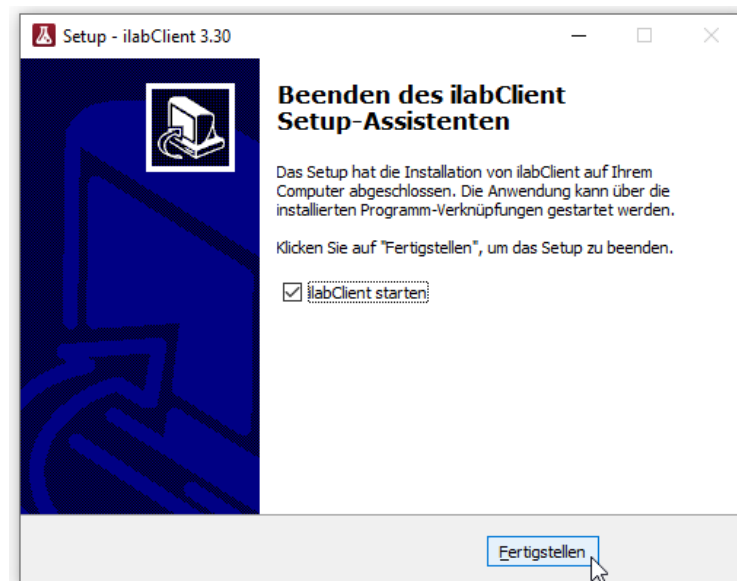 Setup - ilabClient 3.30
Beenden des ilabClient
Setup-Assistenten
Das Setup hat die Installation von ilabClient auf Ihrem
Computer abgeschlossen. Die Anwendung kann über die
installierten Programm-Verknüpfungen gestartet werden.
Klicken Sie auf "Fertigstellen", um das Setup zu beenden.
ilabClient starten
Fertigstellen